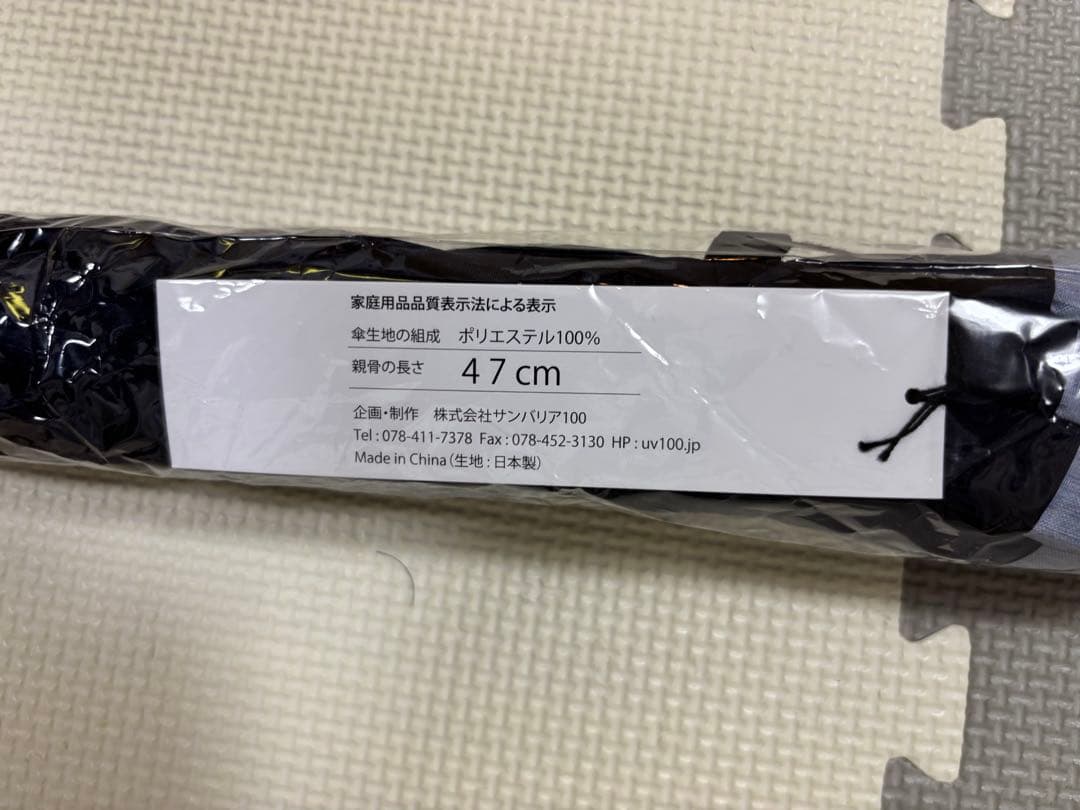 家庭用品品質表示法による表示
傘生地の組成　ポリエステル100%
親骨の長さ　４７cm
企画・制作　株式会社サンバリア100
Tel : 078-411-7378  Fax : 078-452-3130  HP : uv100.jp
Made in China（生地 : 日本製）